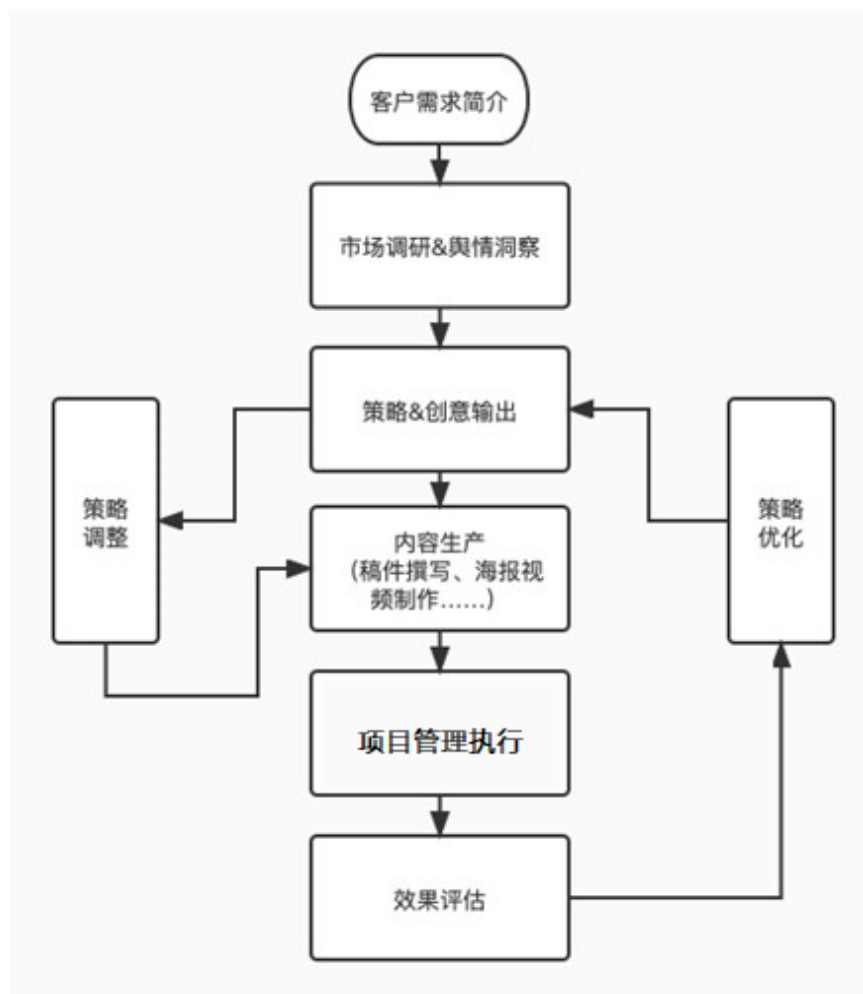 客户需求简介
市场调研&舆情洞察
策略&创意输出
策略
调整
策略
优化
内容生产
（稿件撰写、海报视
频制作……）
项目管理执行
效果评估